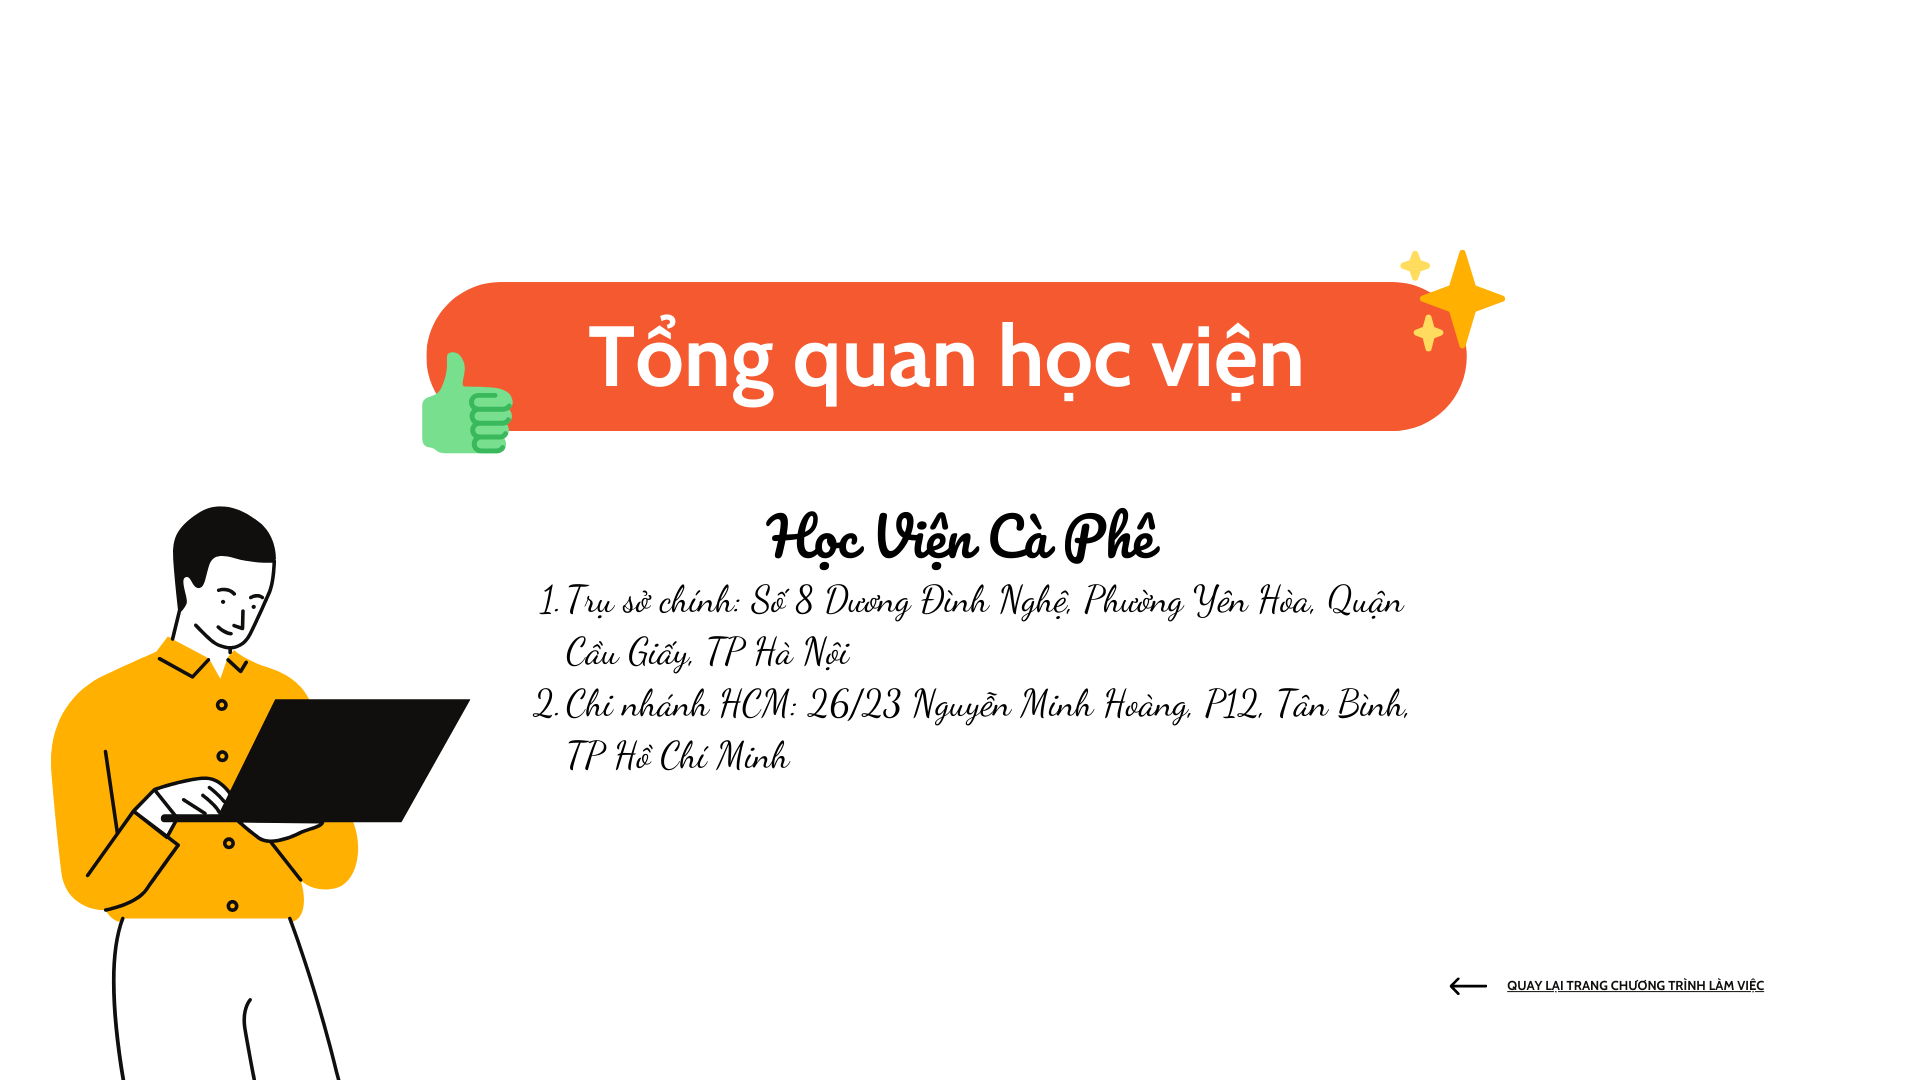 Tổng quan học viện
Học Viện Cà Phê
1. Trụ sở chính: Số 8 Dương Đình Nghệ, Phường Yên Hòa, Quận
Cầu Giấy, TP Hà Nội
2. Chi nhánh HCM: 26/23 Nguyễn Minh Hoàng, P12, Tân Bình,
TP Hồ Chí Minh
QUAY LẠI TRANG CHƯƠNG TRÌNH LÀM VIỆC